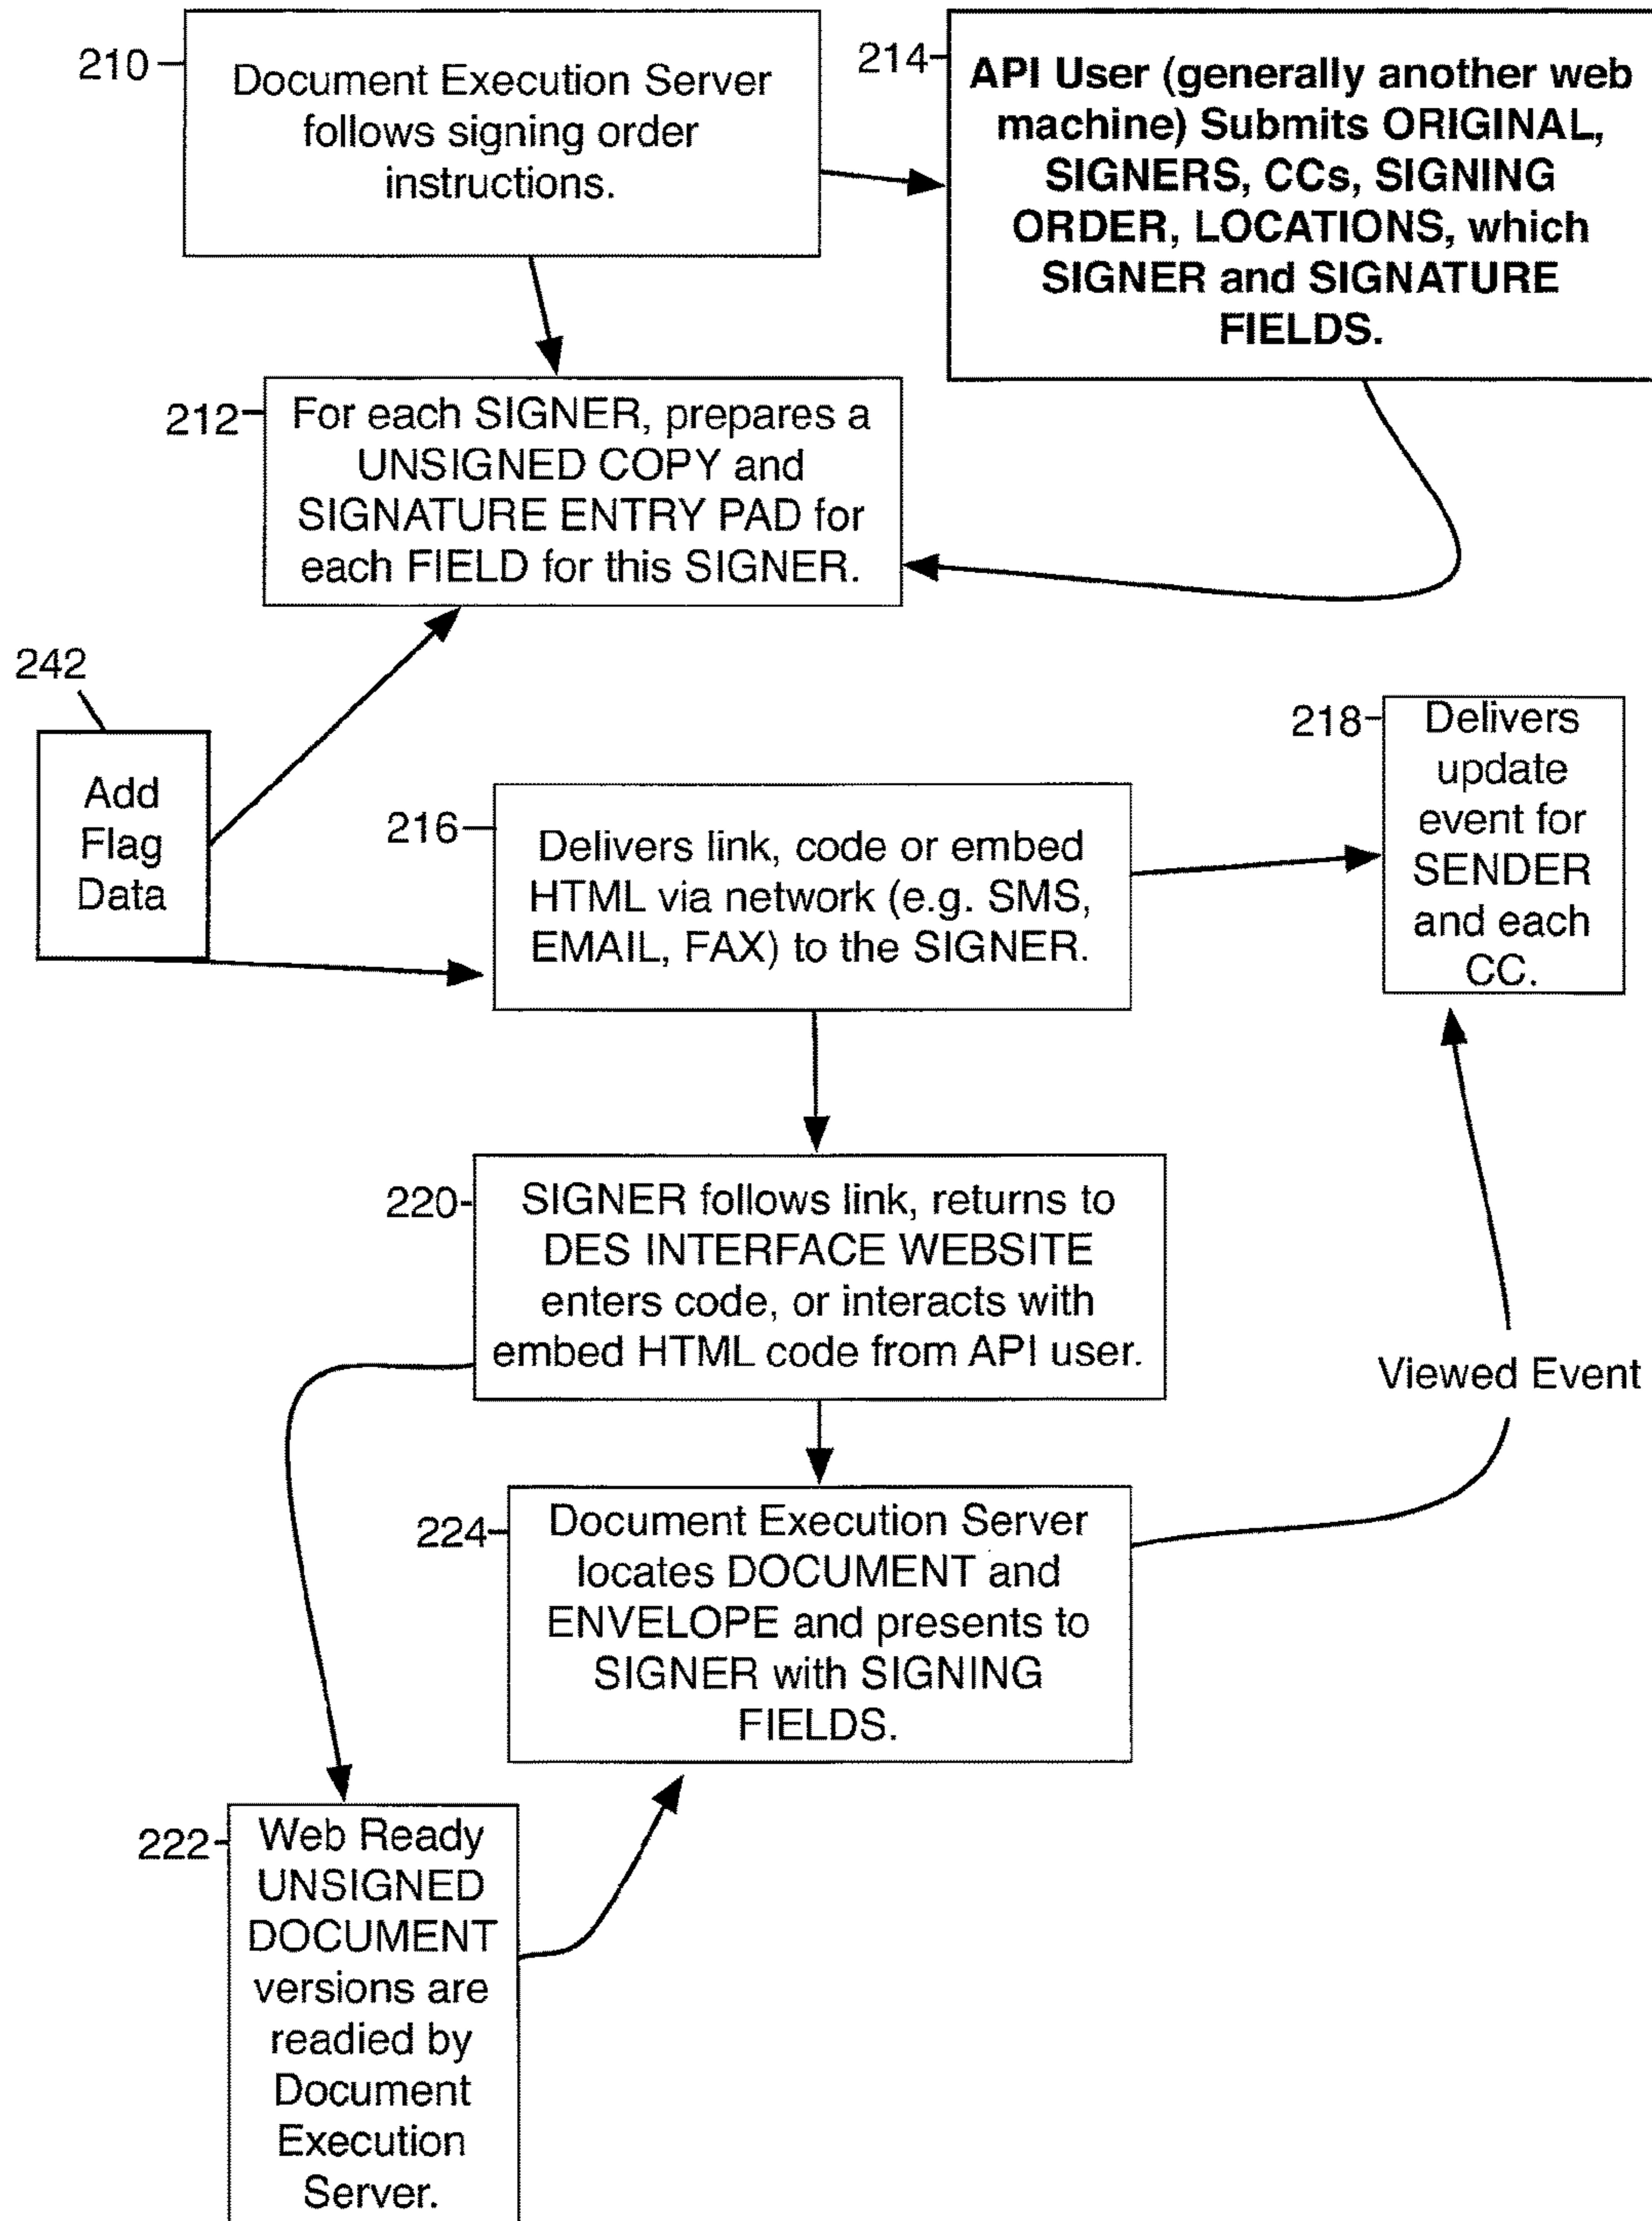 210
Document Execution Server
follows signing order
instructions.
214
API User (generally another web
machine) Submits ORIGINAL,
SIGNERS, CCs, SIGNING
ORDER, LOCATIONS, which
SIGNER and SIGNATURE
FIELDS.
212
For each SIGNER, prepares a
UNSIGNED COPY and
SIGNATURE ENTRY PAD for
each FIELD for this SIGNER.
242
Add
Flag
Data
216
Delivers link, code or embed
HTML via network (e.g. SMS,
EMAIL, FAX) to the SIGNER.
218
Delivers
update
event for
SENDER
and each
CC.
220
SIGNER follows link, returns to
DES INTERFACE WEBSITE
enters code, or interacts with
embed HTML code from API user.
Viewed Event
224
Document Execution Server
locates DOCUMENT and
ENVELOPE and presents to
SIGNER with SIGNING
FIELDS.
222
Web Ready
UNSIGNED
DOCUMENT
versions are
readied by
Document
Execution
Server.